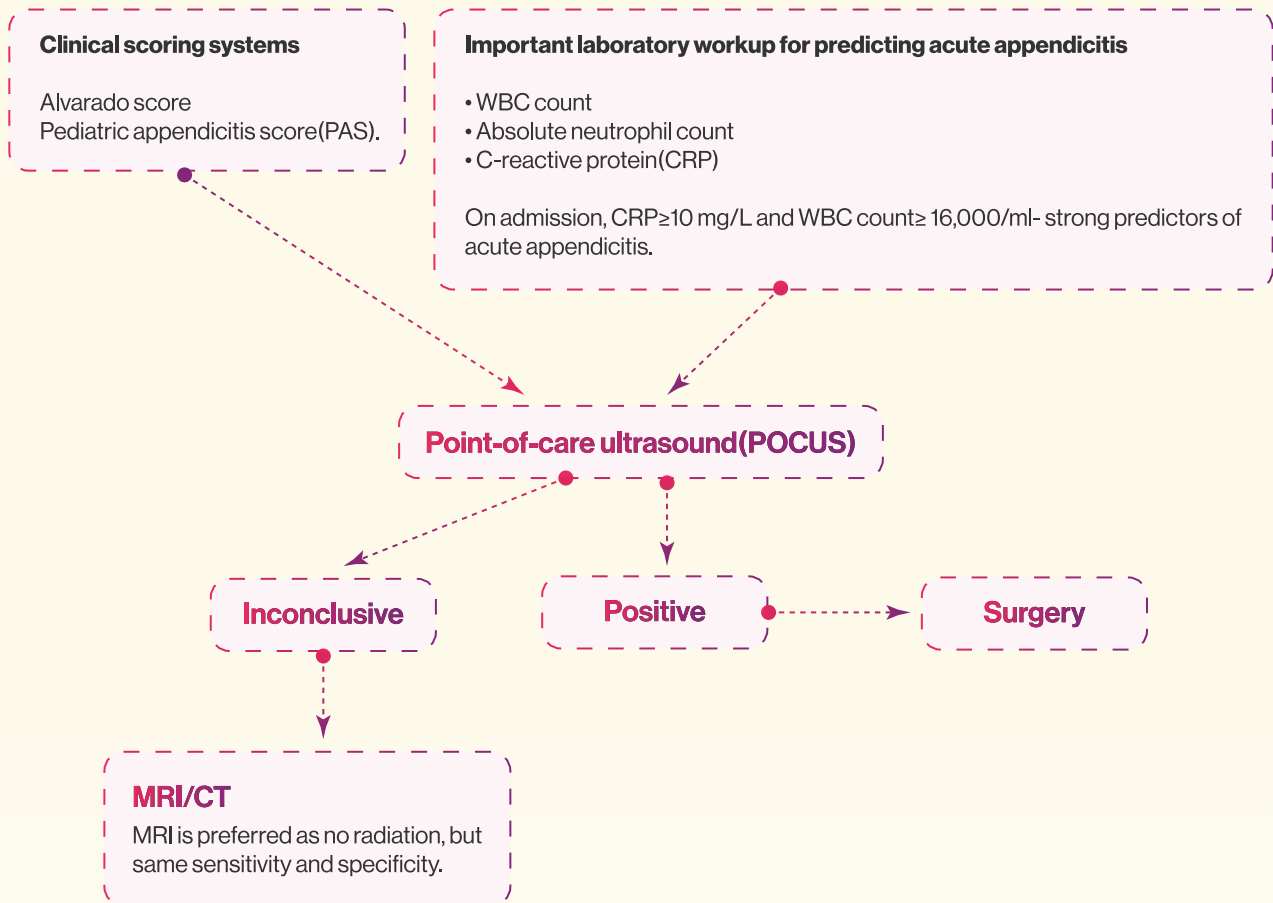 Clinical scoring systems
Alvarado score
Pediatric appendicitis score(PAS).
Important laboratory workup for predicting acute appendicitis
• WBC count
• Absolute neutrophil count
• C-reactive protein(CRP)
On admission, CRP≥10 mg/L and WBC count≥ 16,000/ml- strong predictors of
acute appendicitis.
Point-of-care ultrasound(POCUS)
Inconclusive
Positive
Surgery
MRI/CT
MRI is preferred as no radiation, but
same sensitivity and specificity.